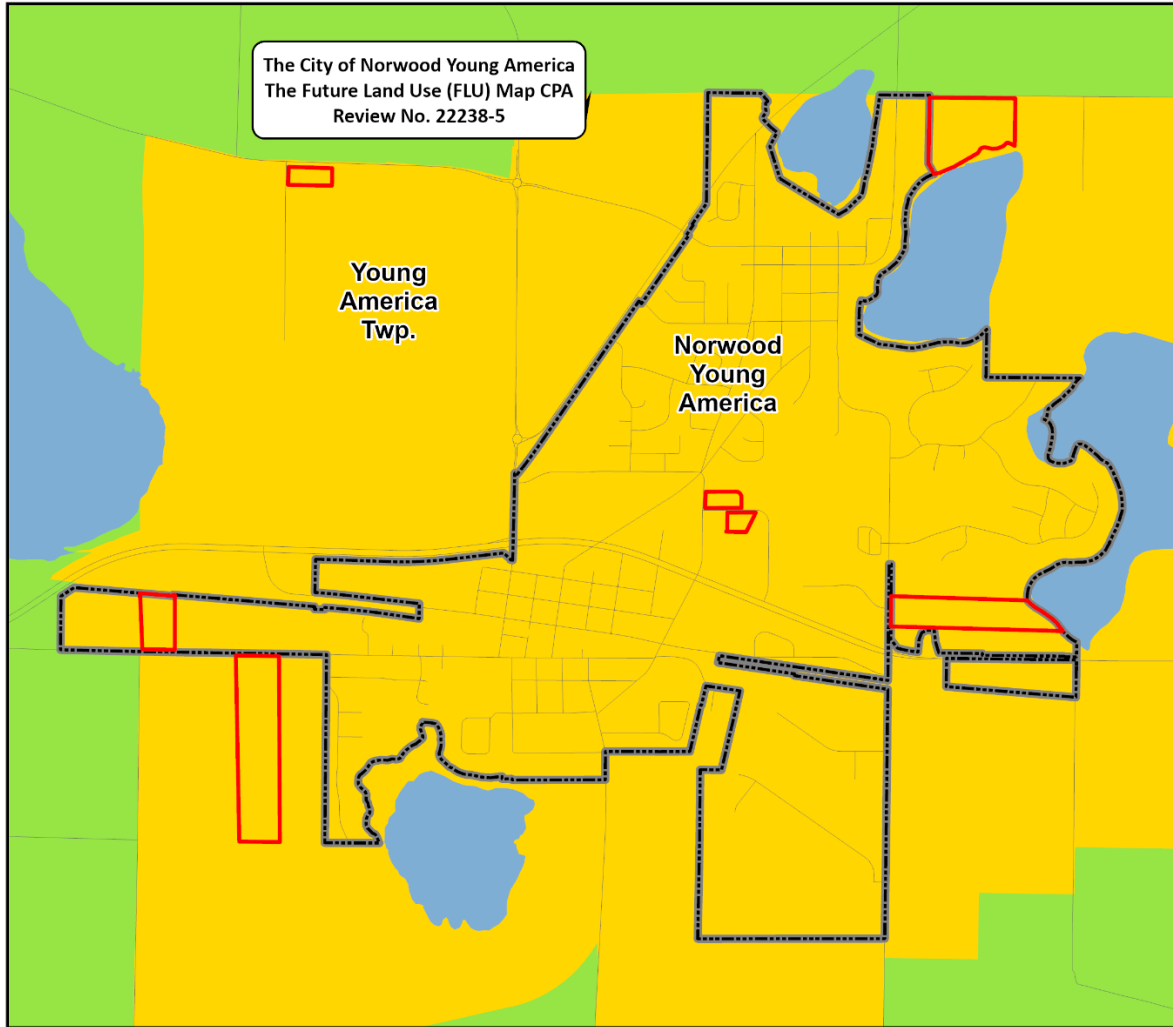 The City of Norwood Young America
The Future Land Use (FLU) Map CPA
Review No. 22238-5
Young
America
Twp.
Norwood
Young
America